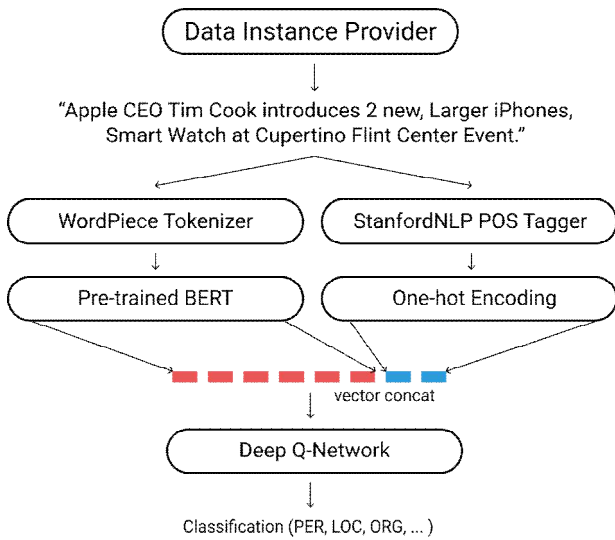 Data Instance Provider
“Apple CEO Tim Cook introduces 2 new, Larger iPhones,
Smart Watch at Cupertino Flint Center Event.”
WordPiece Tokenizer
StanfordNLP POS Tagger
Pre-trained BERT
One-hot Encoding
vector concat
Deep Q-Network
Classification (PER, LOC, ORG, ... )